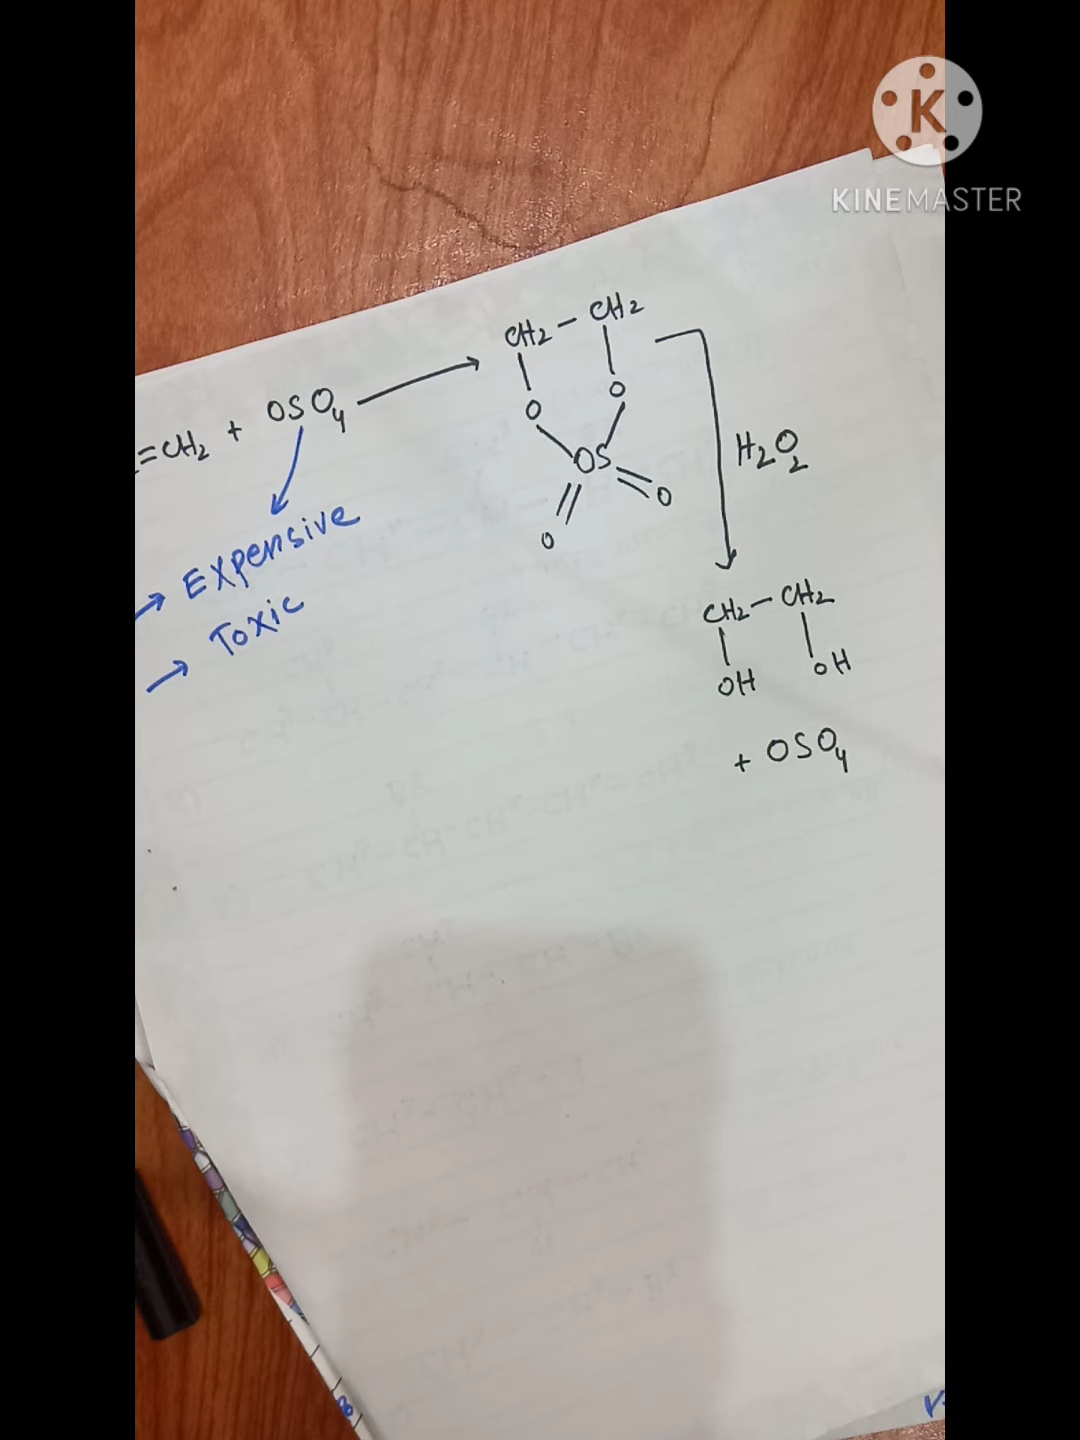 K
KINEMASTER
=CH2 + OSO4 → CH2 - CH2
O O
OS
O O
H2O2
→ Expensive
→ Toxic
CH2 - CH2
OH OH
+ OSO4